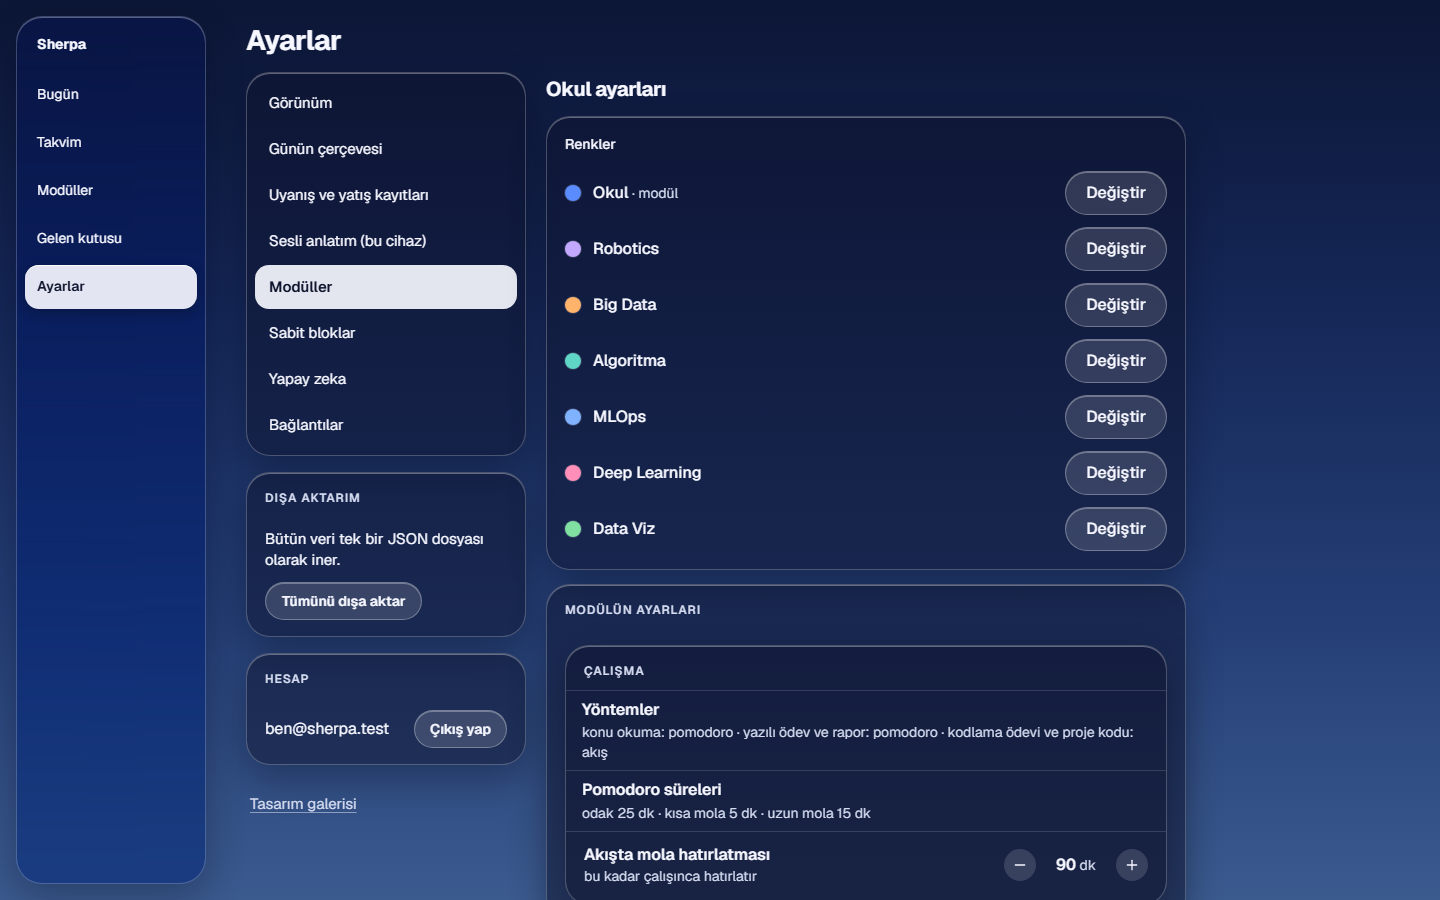 Sherpa
Bugün
Takvim
Modüller
Gelen kutusu
Ayarlar
Ayarlar
Görünüm
Günün çerçevesi
Uyanış ve yatış kayıtları
Sesli anlatım (bu cihaz)
Modüller
Sabit bloklar
Yapay zeka
Bağlantılar
DIŞA AKTARIM
Bütün veri tek bir JSON dosyası
olarak iner.
Tümünü dışa aktar
HESAP
ben@sherpa.test
Çıkış yap
Tasarım galerisi
Okul ayarları
Renkler
Okul · modül
Değiştir
Robotics
Değiştir
Big Data
Değiştir
Algoritma
Değiştir
MLOps
Değiştir
Deep Learning
Değiştir
Data Viz
Değiştir
MODÜLÜN AYARLARI
ÇALIŞMA
Yöntemler
konu okuma: pomodoro · yazılı ödev ve rapor: pomodoro · kodlama ödevi ve proje kodu:
akış
Pomodoro süreleri
odak 25 dk · kısa mola 5 dk · uzun mola 15 dk
Akışta mola hatırlatması
bu kadar çalışınca hatırlatır
− 90 dk +